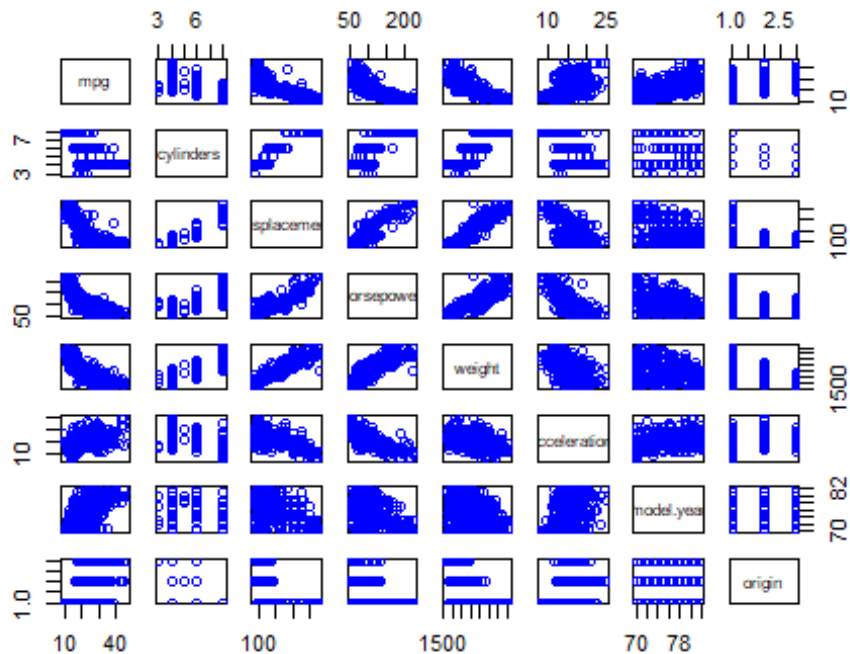 3 6 50 200 10 25 1.0 2.5
mpg 10
3 7 cylinders
splaceme 100
50 orsepowe
weight 1500
10 cceleration
model.year 70 82
1.0 origin
10 40 100 1500 70 78